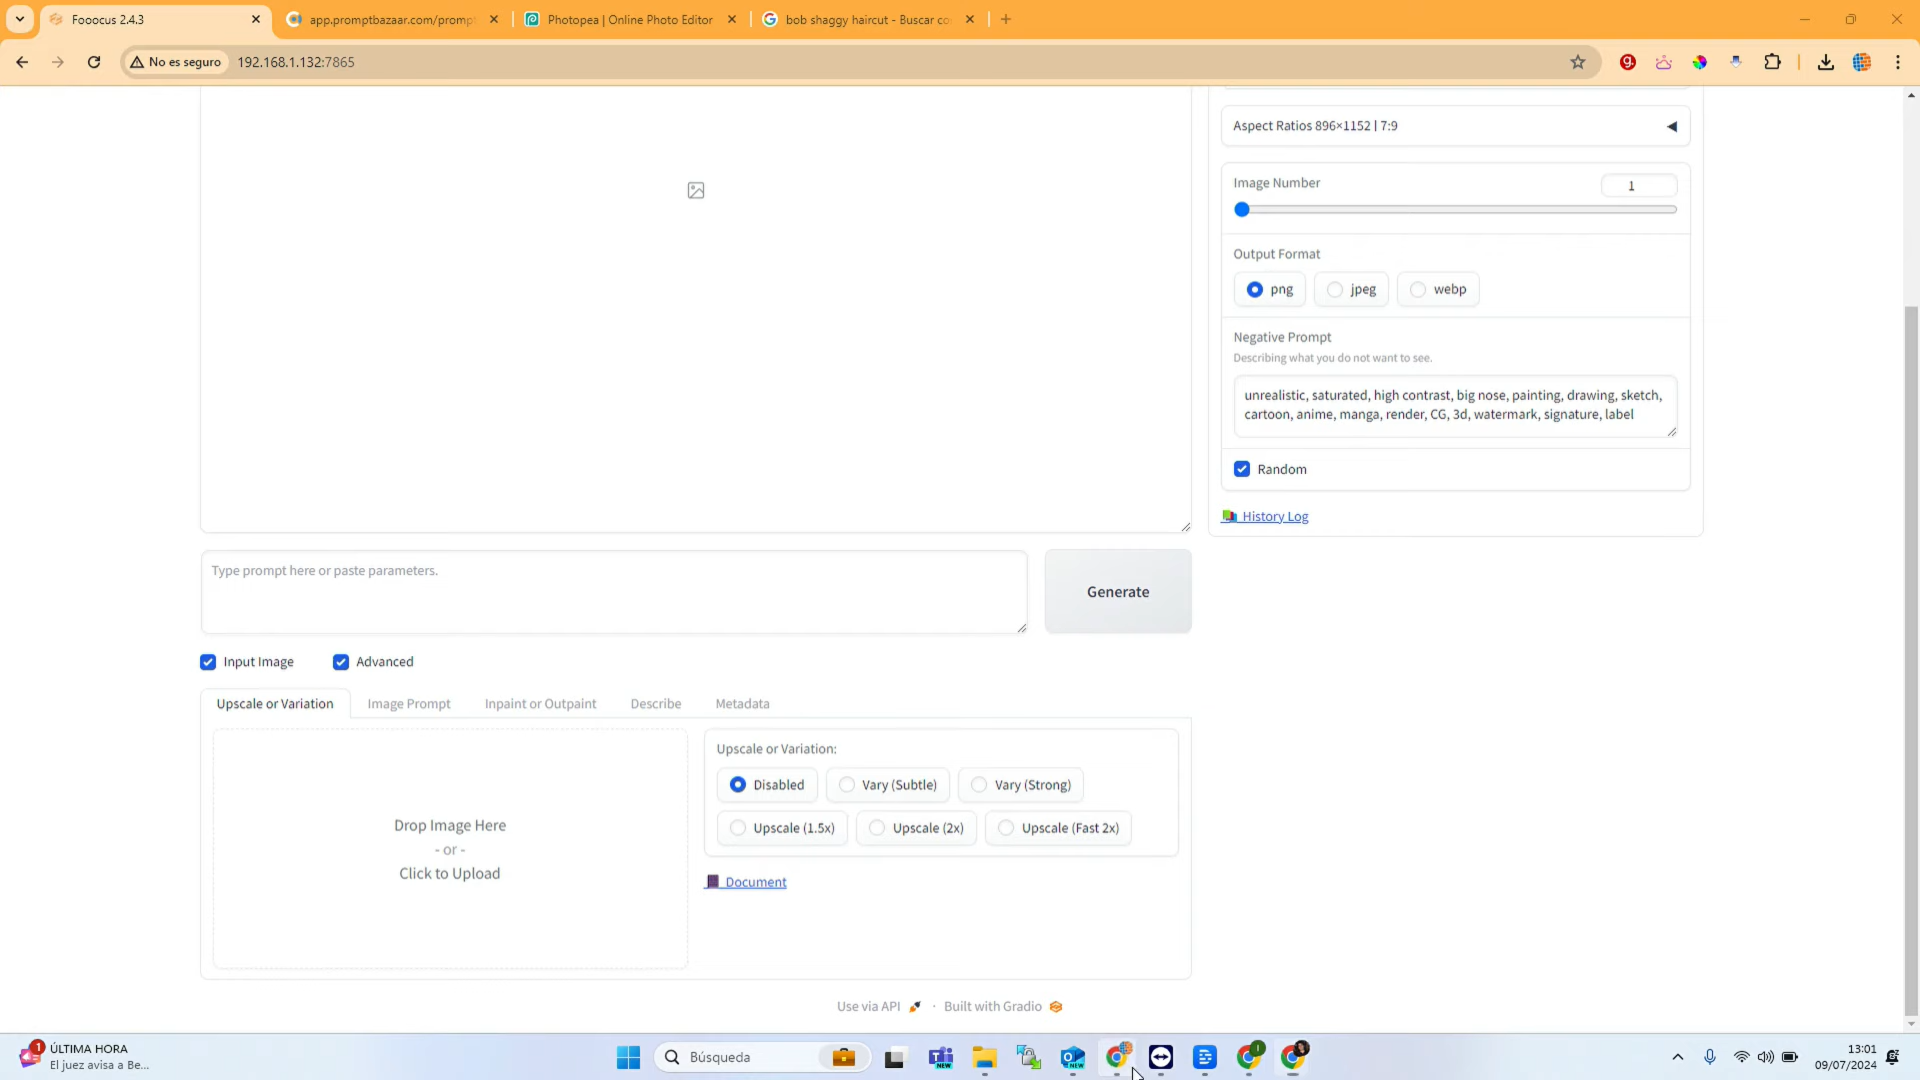 Fooocus 2.4.3
app.promptbazaar.com/promp
Photopea | Online Photo Editor
bob shaggy haircut - Buscar co
No es seguro
192.168.1.132:7865
Aspect Ratios 896×1152 | 7:9
Image Number
1
Output Format
png
jpeg
webp
Negative Prompt
Describing what you do not want to see.
unrealistic, saturated, high contrast, big nose, painting, drawing, sketch,
cartoon, anime, manga, render, CG, 3d, watermark, signature, label
Random
History Log
Type prompt here or paste parameters.
Generate
Input Image
Advanced
Upscale or Variation
Image Prompt
Inpaint or Outpaint
Describe
Metadata
Drop Image Here
- or -
Click to Upload
Upscale or Variation:
Disabled
Vary (Subtle)
Vary (Strong)
Upscale (1.5x)
Upscale (2x)
Upscale (Fast 2x)
Document
Use via API
·
Built with Gradio
1
ÚLTIMA HORA
El juez avisa a Be...
Búsqueda
NEW
NEW
13:01
09/07/2024